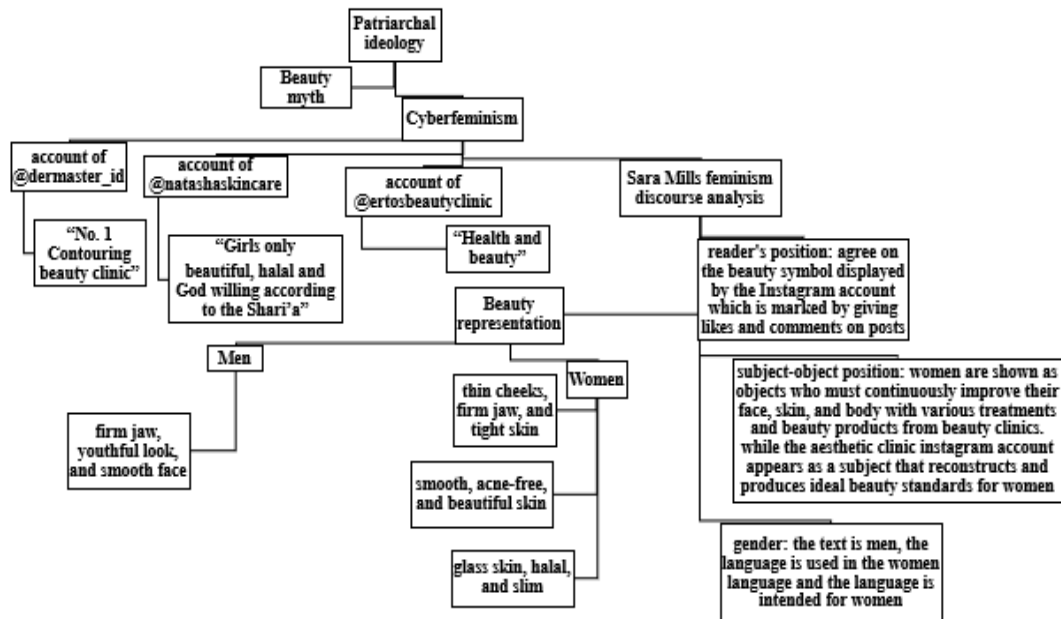 Patriarchal
ideology
Beauty
myth
Cyberfeminism
account of
@dermaster_id
account of
@natashaskincare
account of
@ertosbeautyclinic
Sara Mills feminism
discourse analysis
“No. 1
Contouring
beauty clinic”
“Girls only
beautiful, halal and
God willing according
to the Shari’a”
“Health and
beauty”
reader's position: agree on
the beauty symbol displayed
by the Instagram account
which is marked by giving
likes and comments on posts
Beauty
representation
Men
Women
firm jaw,
youthful look,
and smooth face
thin cheeks,
firm jaw, and
tight skin
smooth, acne-free,
and beautiful skin
glass skin, halal,
and slim
subject-object position: women are shown as
objects who must continuously improve their
face, skin, and body with various treatments
and beauty products from beauty clinics.
while the aesthetic clinic instagram account
appears as a subject that reconstructs and
produces ideal beauty standards for women
gender: the text is men, the
language is used in the women
language and the language is
intended for women